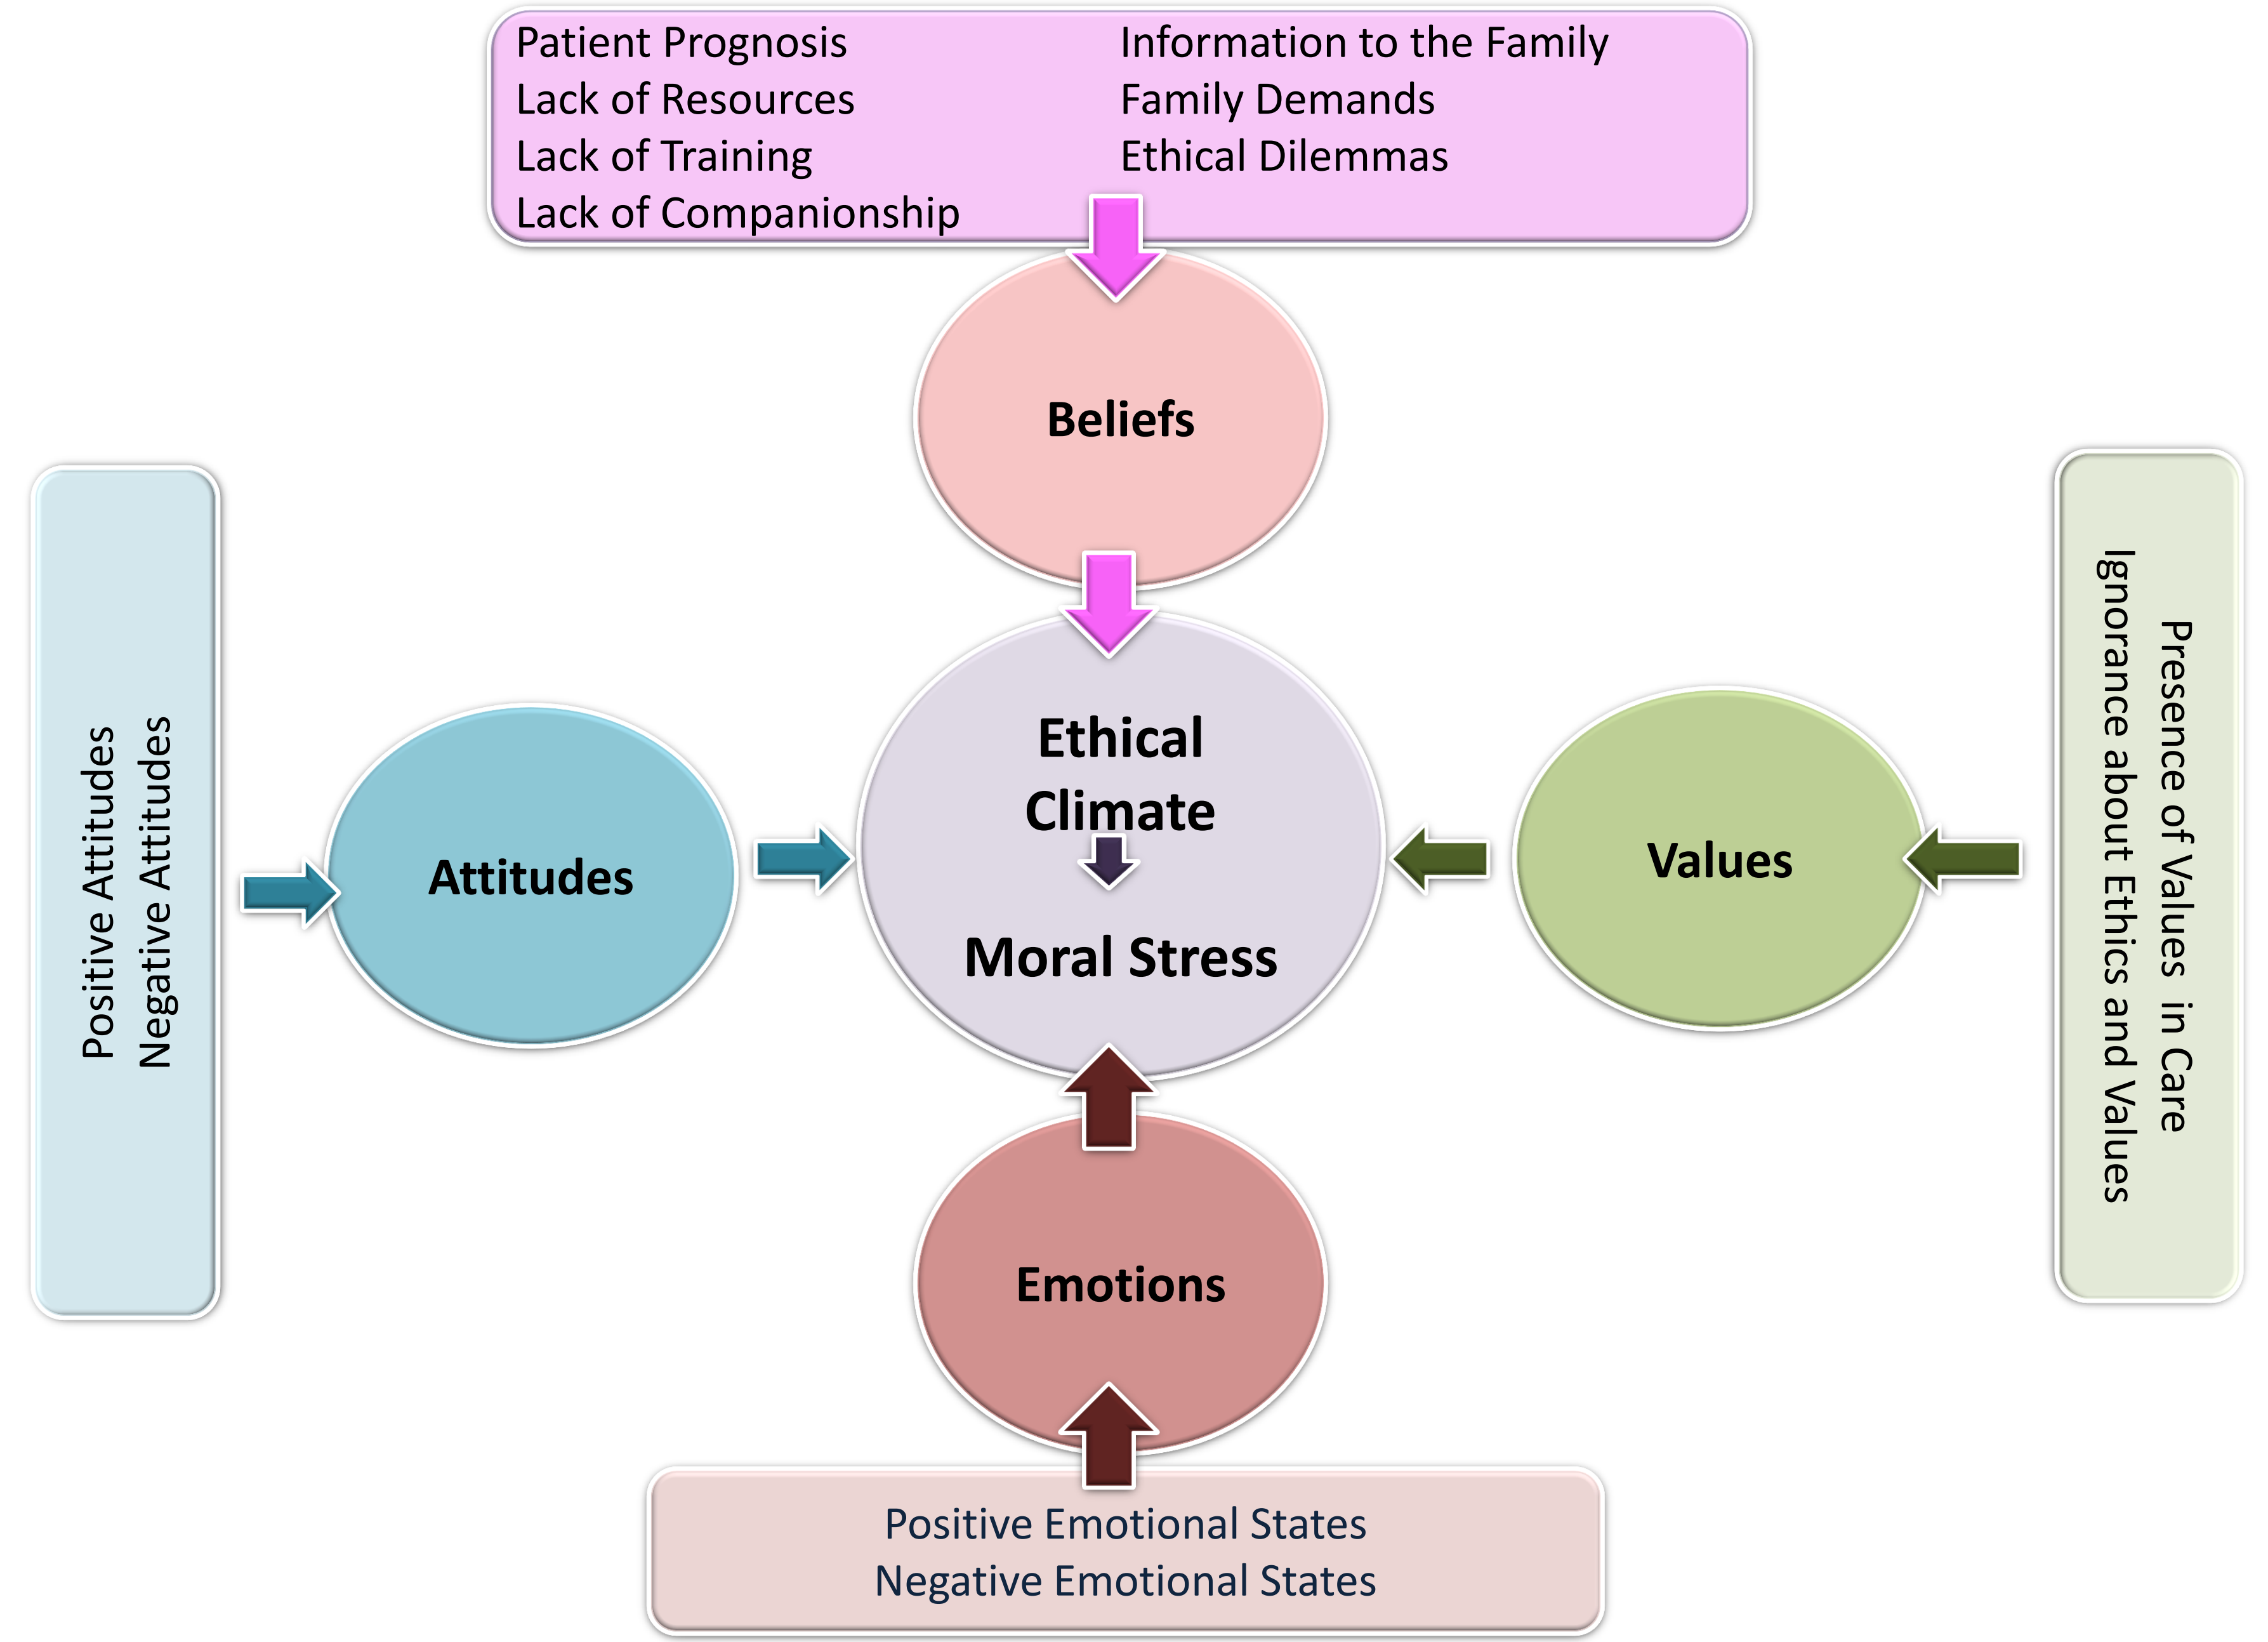 Patient Prognosis
Lack of Resources
Lack of Training
Lack of Companionship
Information to the Family
Family Demands
Ethical Dilemmas
Beliefs
Positive Attitudes
Negative Attitudes
Attitudes
Ethical
Climate
Moral Stress
Values
Presence of Values in Care
Ignorance about Ethics and Values
Emotions
Positive Emotional States
Negative Emotional States